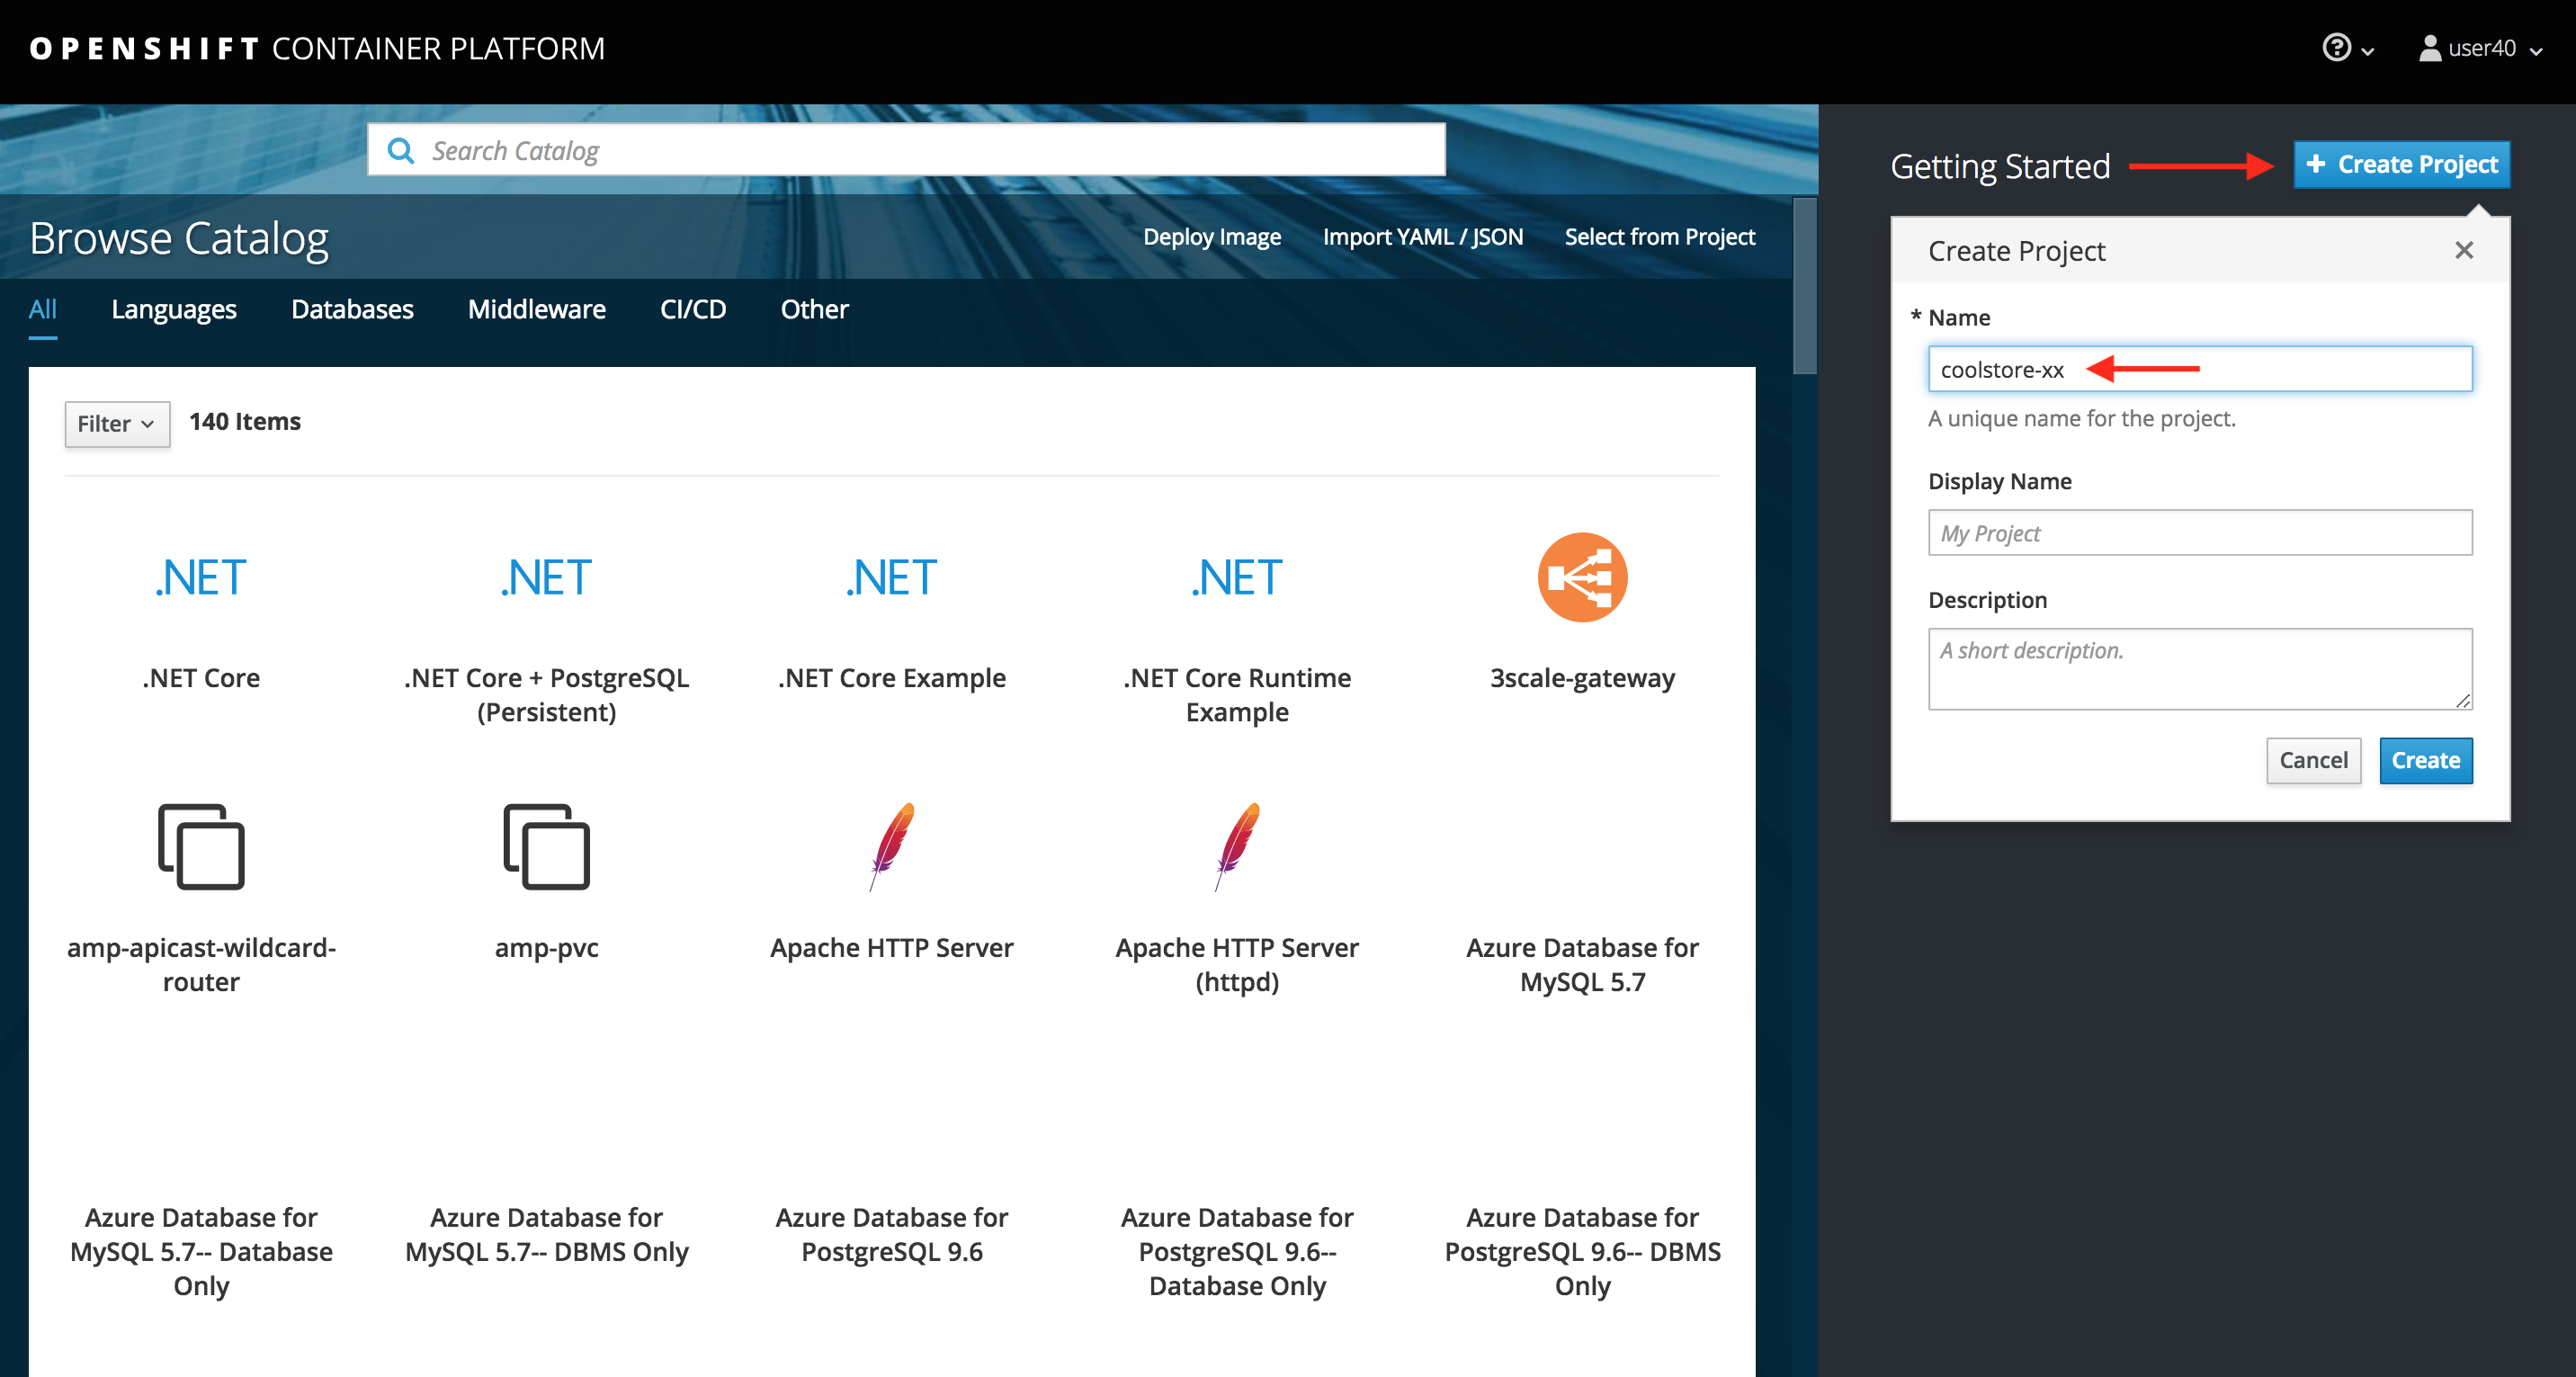 OPENSHIFT CONTAINER PLATFORM
user40
Search Catalog
Getting Started
Create Project
Browse Catalog
Deploy Image
Import YAML / JSON
Select from Project
All
Languages
Databases
Middleware
CI/CD
Other
Filter
140 Items
.NET
.NET
.NET
.NET
.NET Core
.NET Core + PostgreSQL
(Persistent)
.NET Core Example
.NET Core Runtime
Example
3scale-gateway
amp-apicast-wildcard-
router
amp-pvc
Apache HTTP Server
Apache HTTP Server
(httpd)
Azure Database for
MySQL 5.7
Azure Database for
MySQL 5.7-- Database
Only
Azure Database for
MySQL 5.7-- DBMS Only
Azure Database for
PostgreSQL 9.6
Azure Database for
PostgreSQL 9.6--
Database Only
Azure Database for
PostgreSQL 9.6-- DBMS
Only
Create Project
* Name
coolstore-xx
A unique name for the project.
Display Name
My Project
Description
A short description.
Cancel
Create